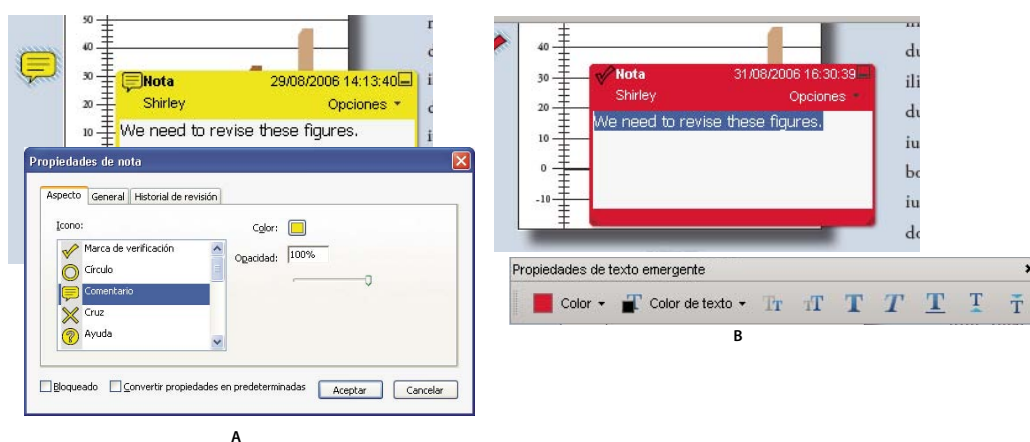 50
40
30
20
10
Nota 29/08/2006 14:13:40
Shirley Opciones
We need to revise these figures.
Propiedades de nota
Aspecto General Historial de revisión
Icono:
Marca de verificación
Círculo
Comentario
Cruz
Ayuda
Color:
Opacidad: 100%
Bloqueado Convertir propiedades en predeterminadas Aceptar Cancelar
A
40
30
20
10
0
-10
Nota 31/08/2006 16:30:39
Shirley Opciones
We need to revise these figures.
Propiedades de texto emergente
Color Color de texto
B